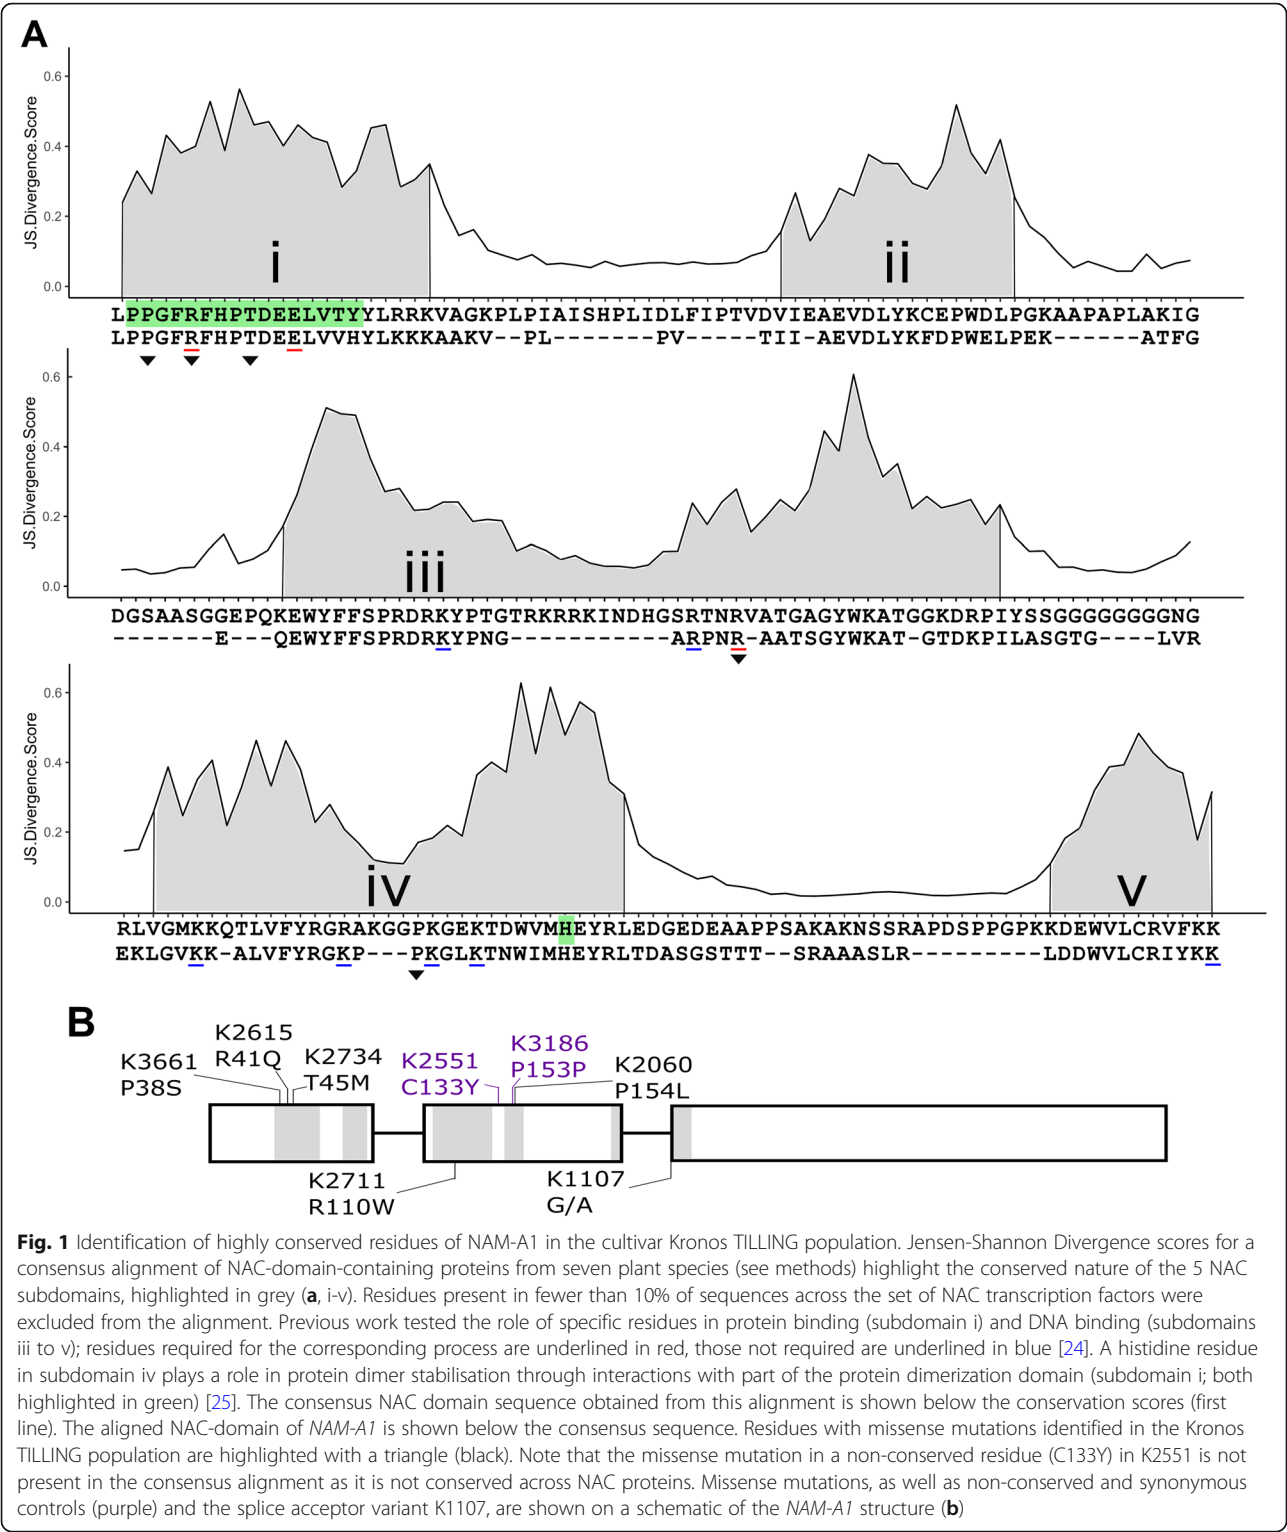 A
JS.Divergence.Score
0.6
0.4
0.2
0.0
i
ii
LPPGFRFHPTDEELVTYYLRRKVAGKPLPIAISHPLIDLFIPTVDVIEAEVDLYKCEPWDLPGKAAPAPLAKIG
LPPGFRFHPTDEELVVHYLKKKAAKV--PL-------PV-----TII-AEVDLYKFDPWELPEK------ATFG
JS.Divergence.Score
0.6
0.4
0.2
0.0
iii
DGSAASGGEPQKEWYFFSPRDRKYPTGTRKRRKINDHGSRTNRVATGAGYWKATGGKDRPIYSSGGGGGGGGNG
-------E---QEWYFFSPRDRKYPNG-----------ARPNR-AATSGYWKAT-GTDKPILASGTG----LVR
JS.Divergence.Score
0.6
0.4
0.2
0.0
iv
v
RLVGMKKQTLVFYRGRAKGGPKGEKTDWVMHEYRLEDGEDEAAPPSAKAKNSSRAPDSPPGPKKDEWVLCRVFKK
EKLGVKK-ALVFYRGKP---PKGLKTNWIMHEYRLTDASGSTTT--SRAAASLR---------LDDWVLCRIYKK
B
K3661
P38S
K2615
R41Q
K2734
T45M
K2551
C133Y
K3186
P153P
K2060
P154L
K2711
R110W
K1107
G/A
Fig. 1 Identification of highly conserved residues of NAM-A1 in the cultivar Kronos TILLING population. Jensen-Shannon Divergence scores for a
consensus alignment of NAC-domain-containing proteins from seven plant species (see methods) highlight the conserved nature of the 5 NAC
subdomains, highlighted in grey (a, i-v). Residues present in fewer than 10% of sequences across the set of NAC transcription factors were
excluded from the alignment. Previous work tested the role of specific residues in protein binding (subdomain i) and DNA binding (subdomains
iii to v); residues required for the corresponding process are underlined in red, those not required are underlined in blue [24]. A histidine residue
in subdomain iv plays a role in protein dimer stabilisation through interactions with part of the protein dimerization domain (subdomain i; both
highlighted in green) [25]. The consensus NAC domain sequence obtained from this alignment is shown below the conservation scores (first
line). The aligned NAC-domain of NAM-A1 is shown below the consensus sequence. Residues with missense mutations identified in the Kronos
TILLING population are highlighted with a triangle (black). Note that the missense mutation in a non-conserved residue (C133Y) in K2551 is not
present in the consensus alignment as it is not conserved across NAC proteins. Missense mutations, as well as non-conserved and synonymous
controls (purple) and the splice acceptor variant K1107, are shown on a schematic of the NAM-A1 structure (b)